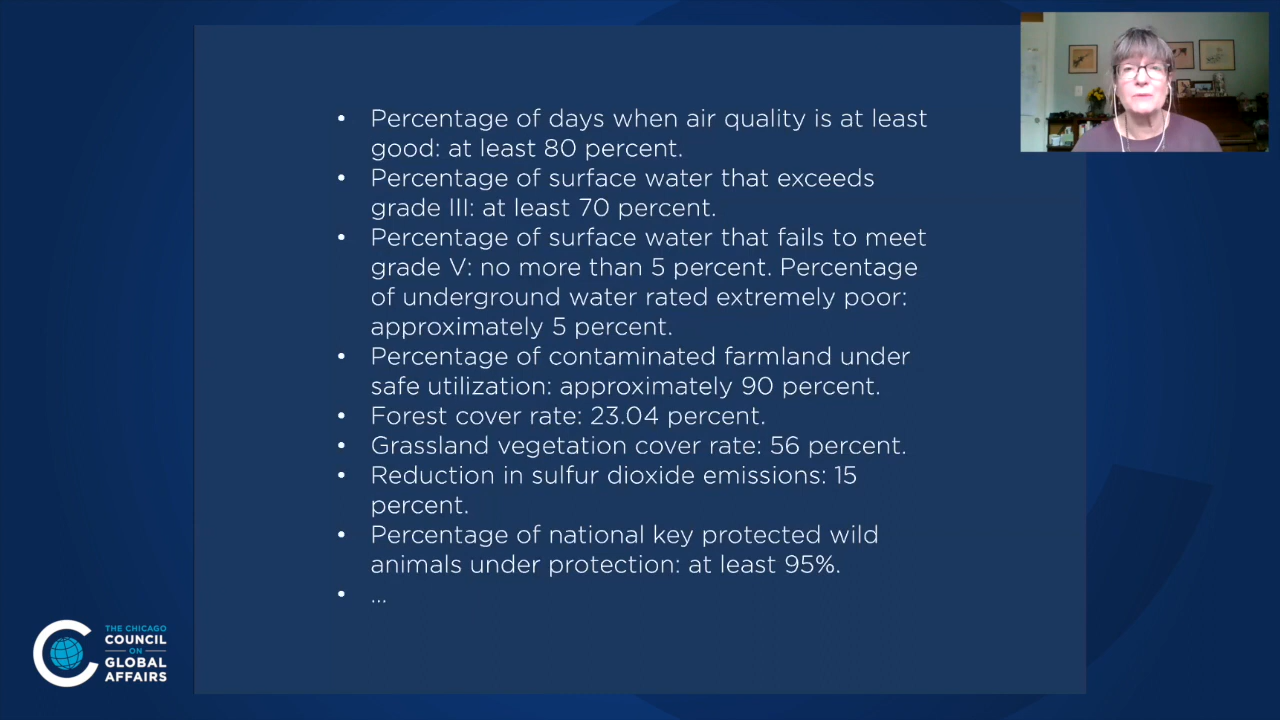 • Percentage of days when air quality is at least
good: at least 80 percent.
• Percentage of surface water that exceeds
grade III: at least 70 percent.
• Percentage of surface water that fails to meet
grade V: no more than 5 percent. Percentage
of underground water rated extremely poor:
approximately 5 percent.
• Percentage of contaminated farmland under
safe utilization: approximately 90 percent.
• Forest cover rate: 23.04 percent.
• Grassland vegetation cover rate: 56 percent.
• Reduction in sulfur dioxide emissions: 15
percent.
• Percentage of national key protected wild
animals under protection: at least 95%.
• ...
THE CHICAGO
COUNCIL
ON
GLOBAL
AFFAIRS